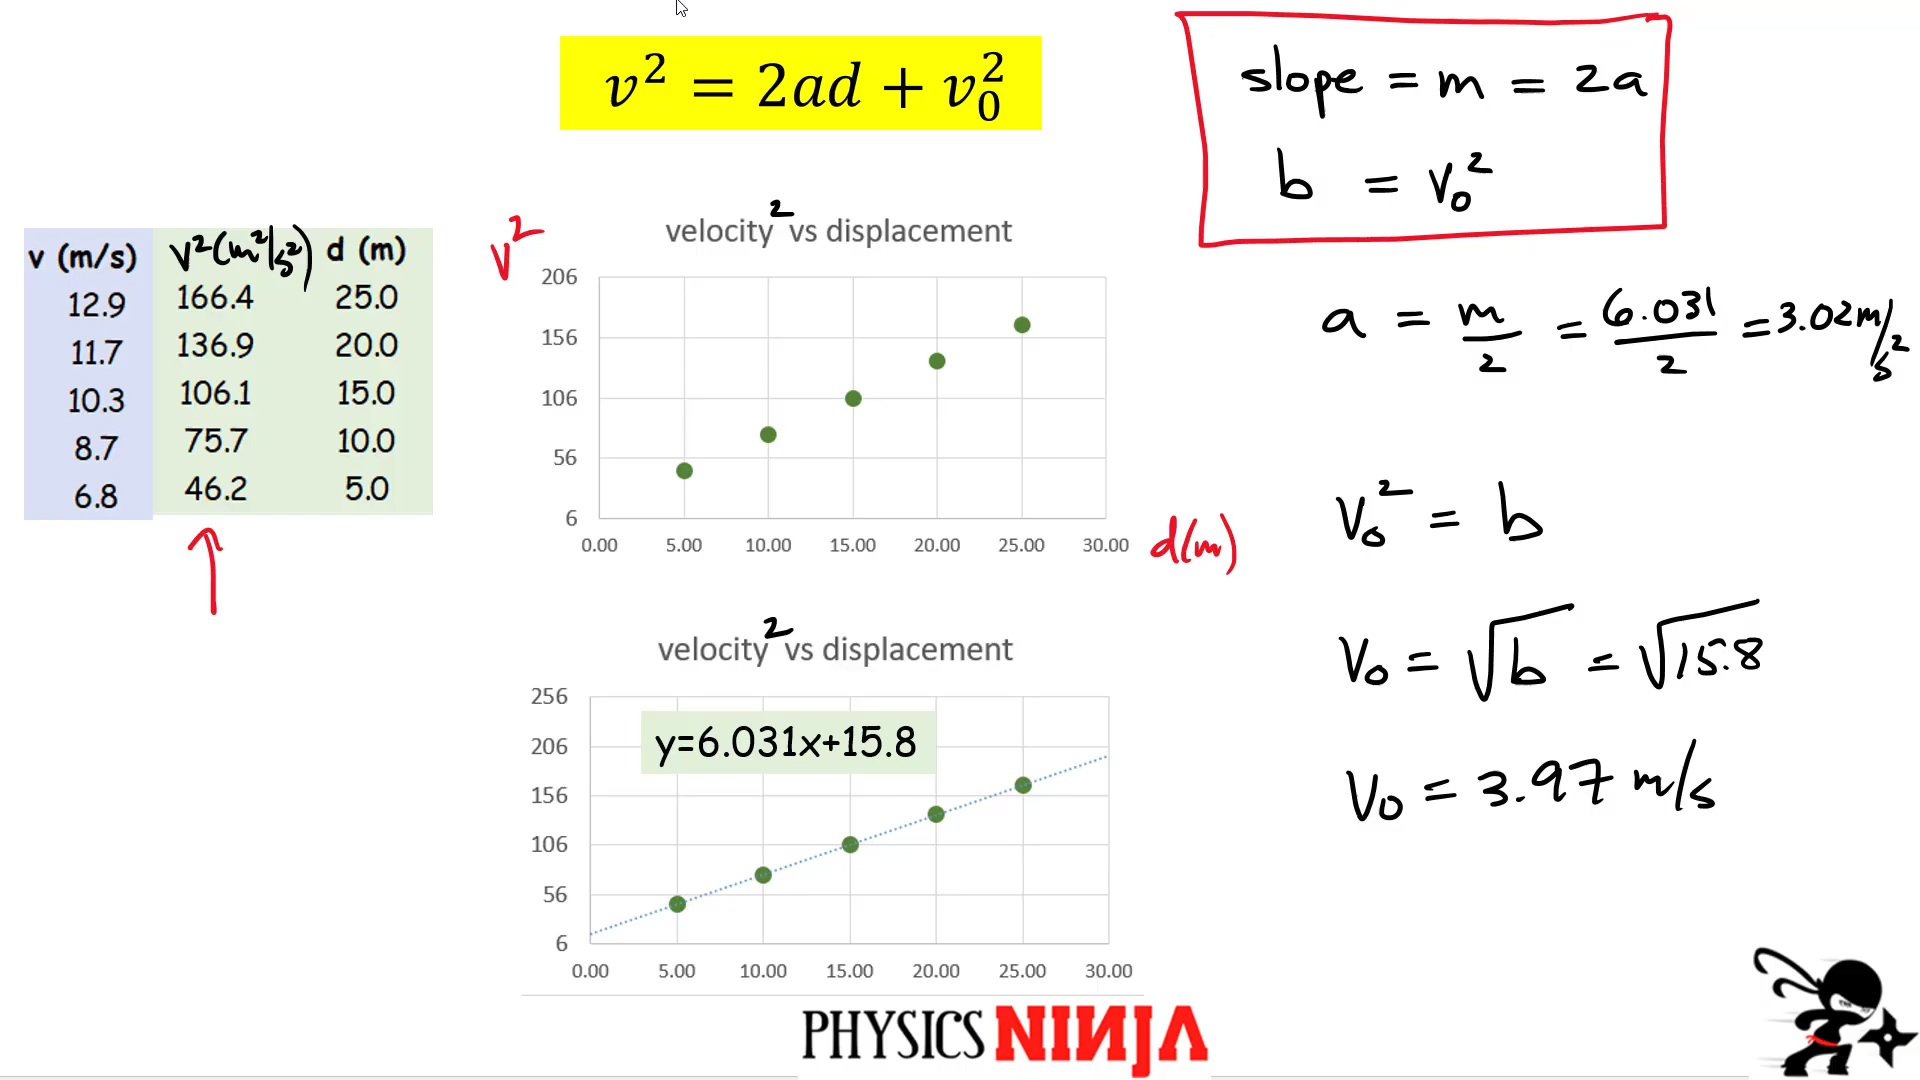 v² = 2ad + v₀²
slope = m = 2a
b = v₀²
v (m/s) v²(m²/s²) d (m)
12.9 166.4 25.0
11.7 136.9 20.0
10.3 106.1 15.0
8.7 75.7 10.0
6.8 46.2 5.0
v²
velocity² vs displacement
206
156
106
56
6
0.00 5.00 10.00 15.00 20.00 25.00 30.00
d(m)
velocity² vs displacement
y=6.031x+15.8
256
206
156
106
56
6
0.00 5.00 10.00 15.00 20.00 25.00 30.00
a = m/2 = 6.031/2 = 3.02 m/s²
v₀² = b
v₀ = √b = √15.8
v₀ = 3.97 m/s
PHYSICS NINJA